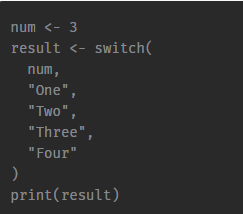 num <- 3
result <- switch(
  num,
  "One",
  "Two",
  "Three",
  "Four"
)
print(result)